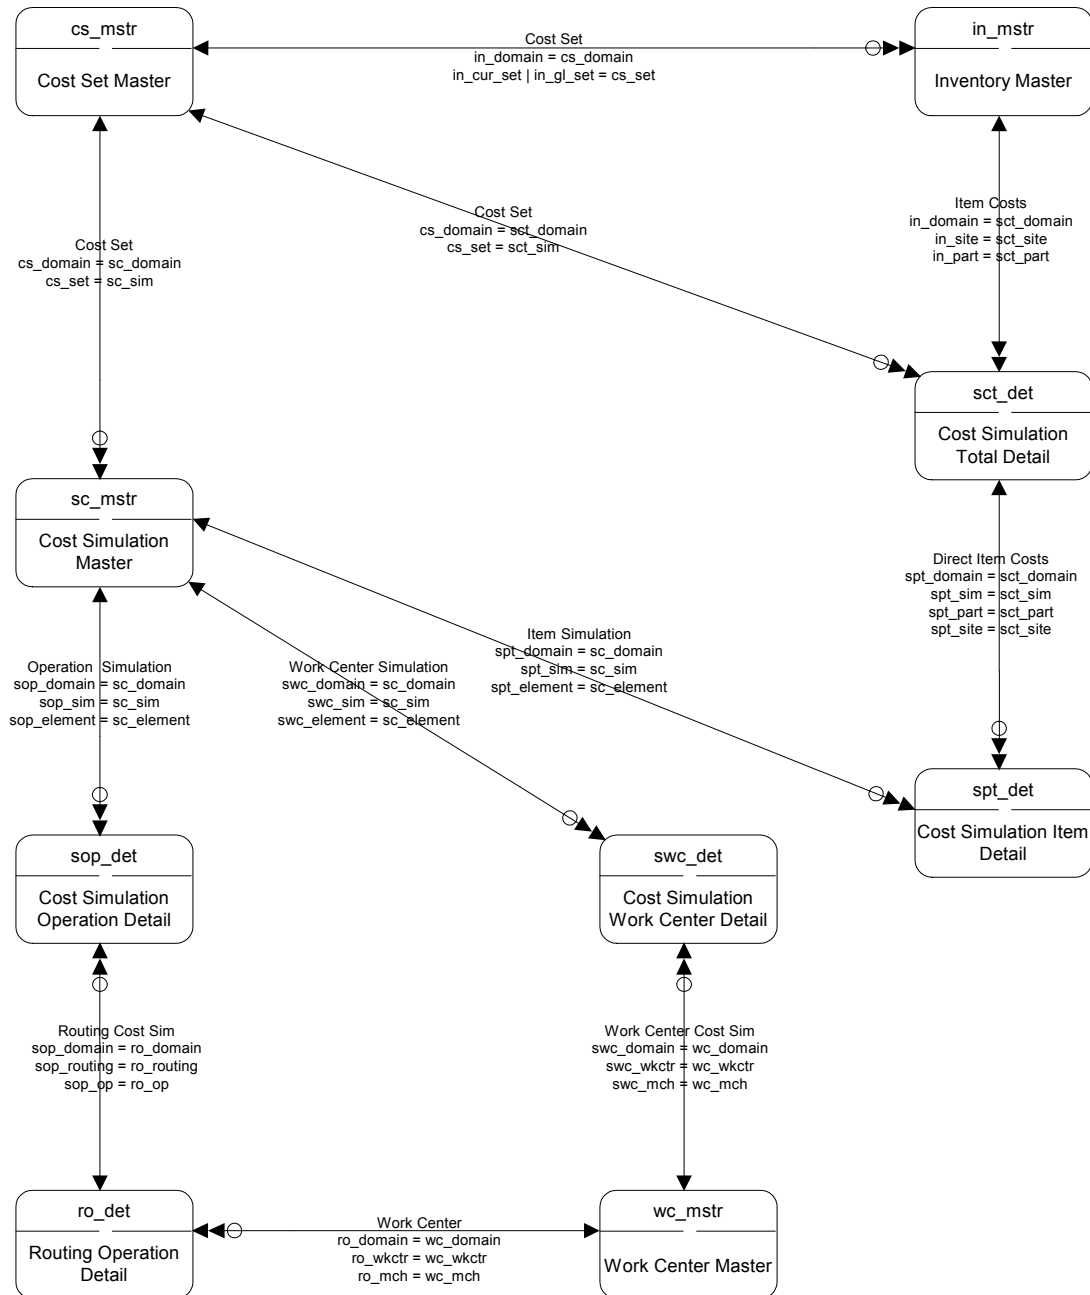 cs_mstr
Cost Set Master
Cost Set
in_domain = cs_domain
in_cur_set | in_gl_set = cs_set
in_mstr
Inventory Master
Cost Set
cs_domain = sc_domain
cs_set = sc_sim
Cost Set
cs_domain = sct_domain
cs_set = sct_sim
Item Costs
in_domain = sct_domain
in_site = sct_site
in_part = sct_part
sct_det
Cost Simulation
Total Detail
sc_mstr
Cost Simulation
Master
Direct Item Costs
spt_domain = sct_domain
spt_sim = sct_sim
spt_part = sct_part
spt_site = sct_site
Operation Simulation
sop_domain = sc_domain
sop_sim = sc_sim
sop_element = sc_element
Work Center Simulation
swc_domain = sc_domain
swc_sim = sc_sim
swc_element = sc_element
Item Simulation
spt_domain = sc_domain
spt_sim = sc_sim
spt_element = sc_element
spt_det
Cost Simulation Item
Detail
sop_det
Cost Simulation
Operation Detail
swc_det
Cost Simulation
Work Center Detail
Routing Cost Sim
sop_domain = ro_domain
sop_routing = ro_routing
sop_op = ro_op
Work Center Cost Sim
swc_domain = wc_domain
swc_wkctr = wc_wkctr
swc_mch = wc_mch
ro_det
Routing Operation
Detail
Work Center
ro_domain = wc_domain
ro_wkctr = wc_wkctr
ro_mch = wc_mch
wc_mstr
Work Center Master